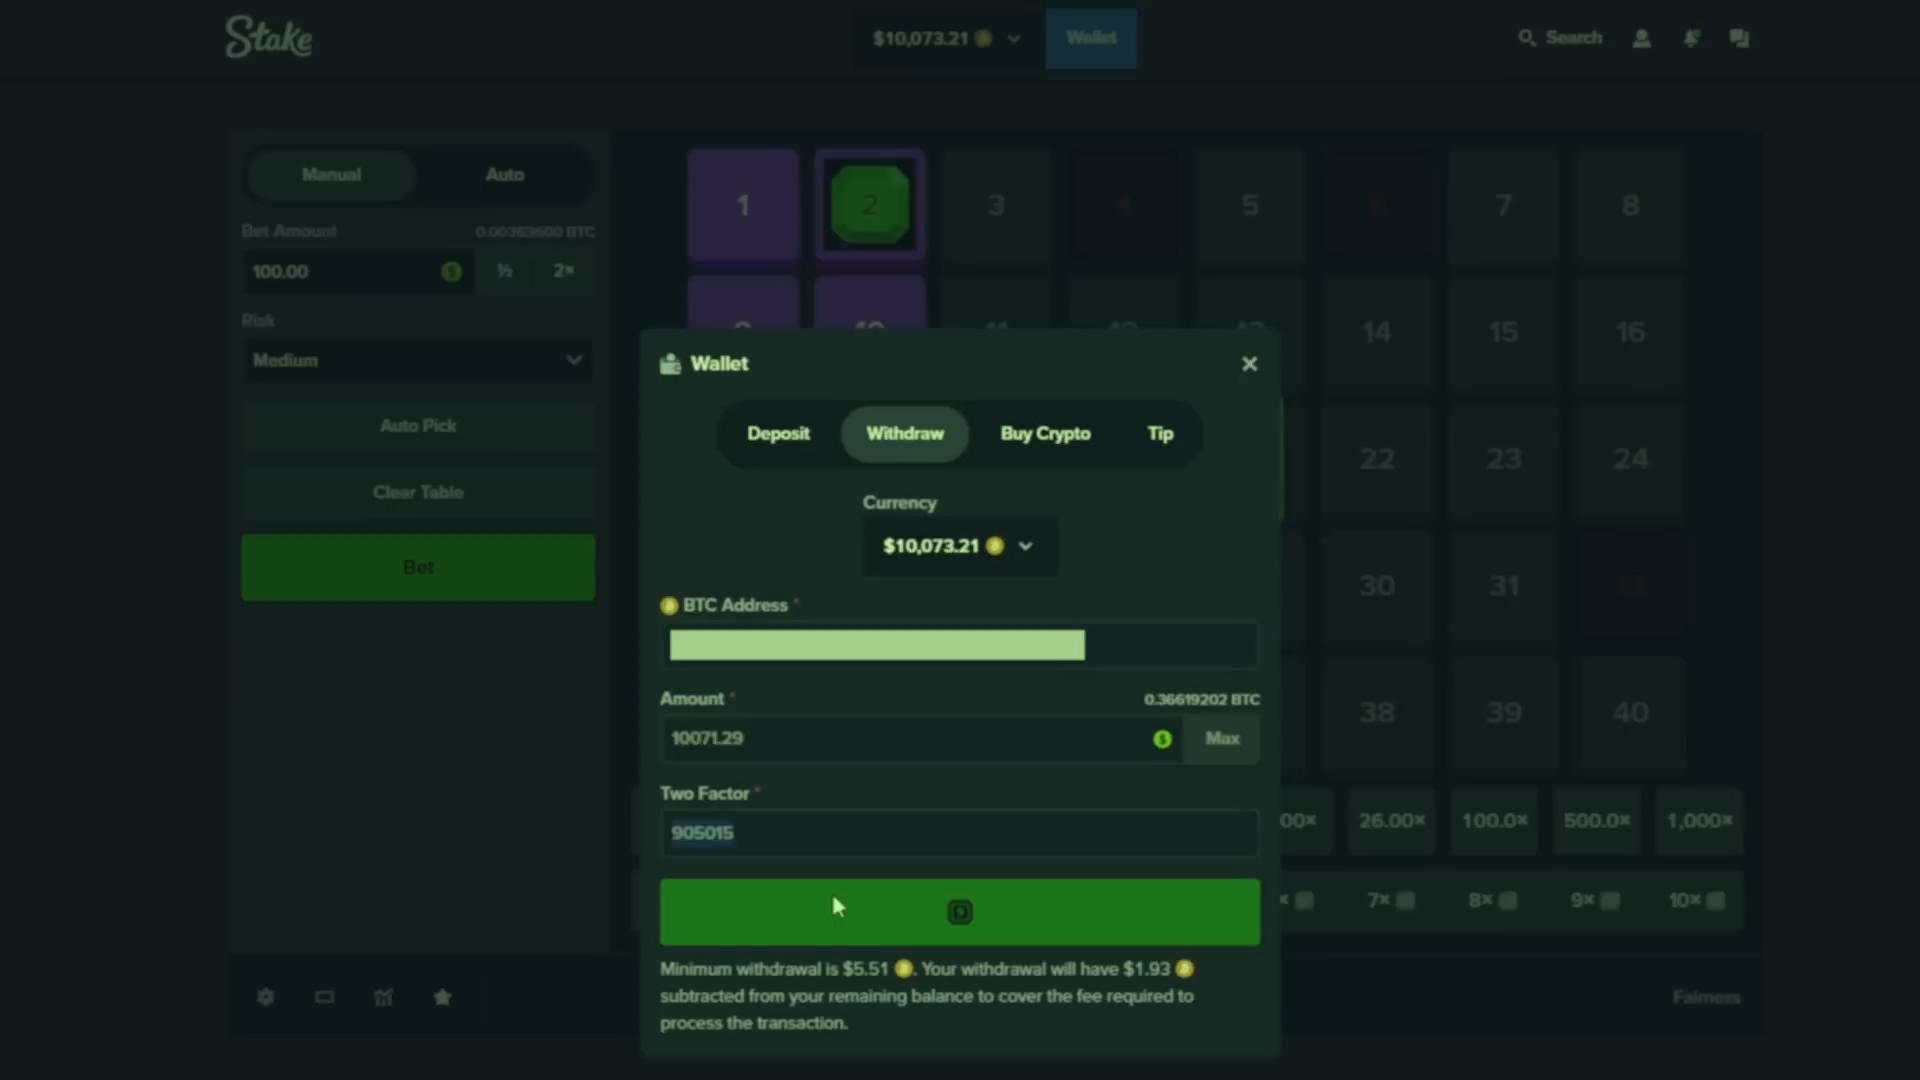 Stake
$10,073.21
Wallet
Search
Manual
Auto
Bet Amount
0.00363600 BTC
100.00
½
2×
Risk
Medium
Auto Pick
Clear Table
Bet
1
2
3
4
5
6
7
8
14
15
16
22
23
24
30
31
38
39
40
26.00×
100.0×
500.0×
1,000×
7×
8×
9×
10×
Fairness
Wallet
Deposit
Withdraw
Buy Crypto
Tip
Currency
$10,073.21
BTC Address *
Amount *
0.36619202 BTC
10071.29
Max
Two Factor *
905015
Minimum withdrawal is $5.51 . Your withdrawal will have $1.93
subtracted from your remaining balance to cover the fee required to
process the transaction.